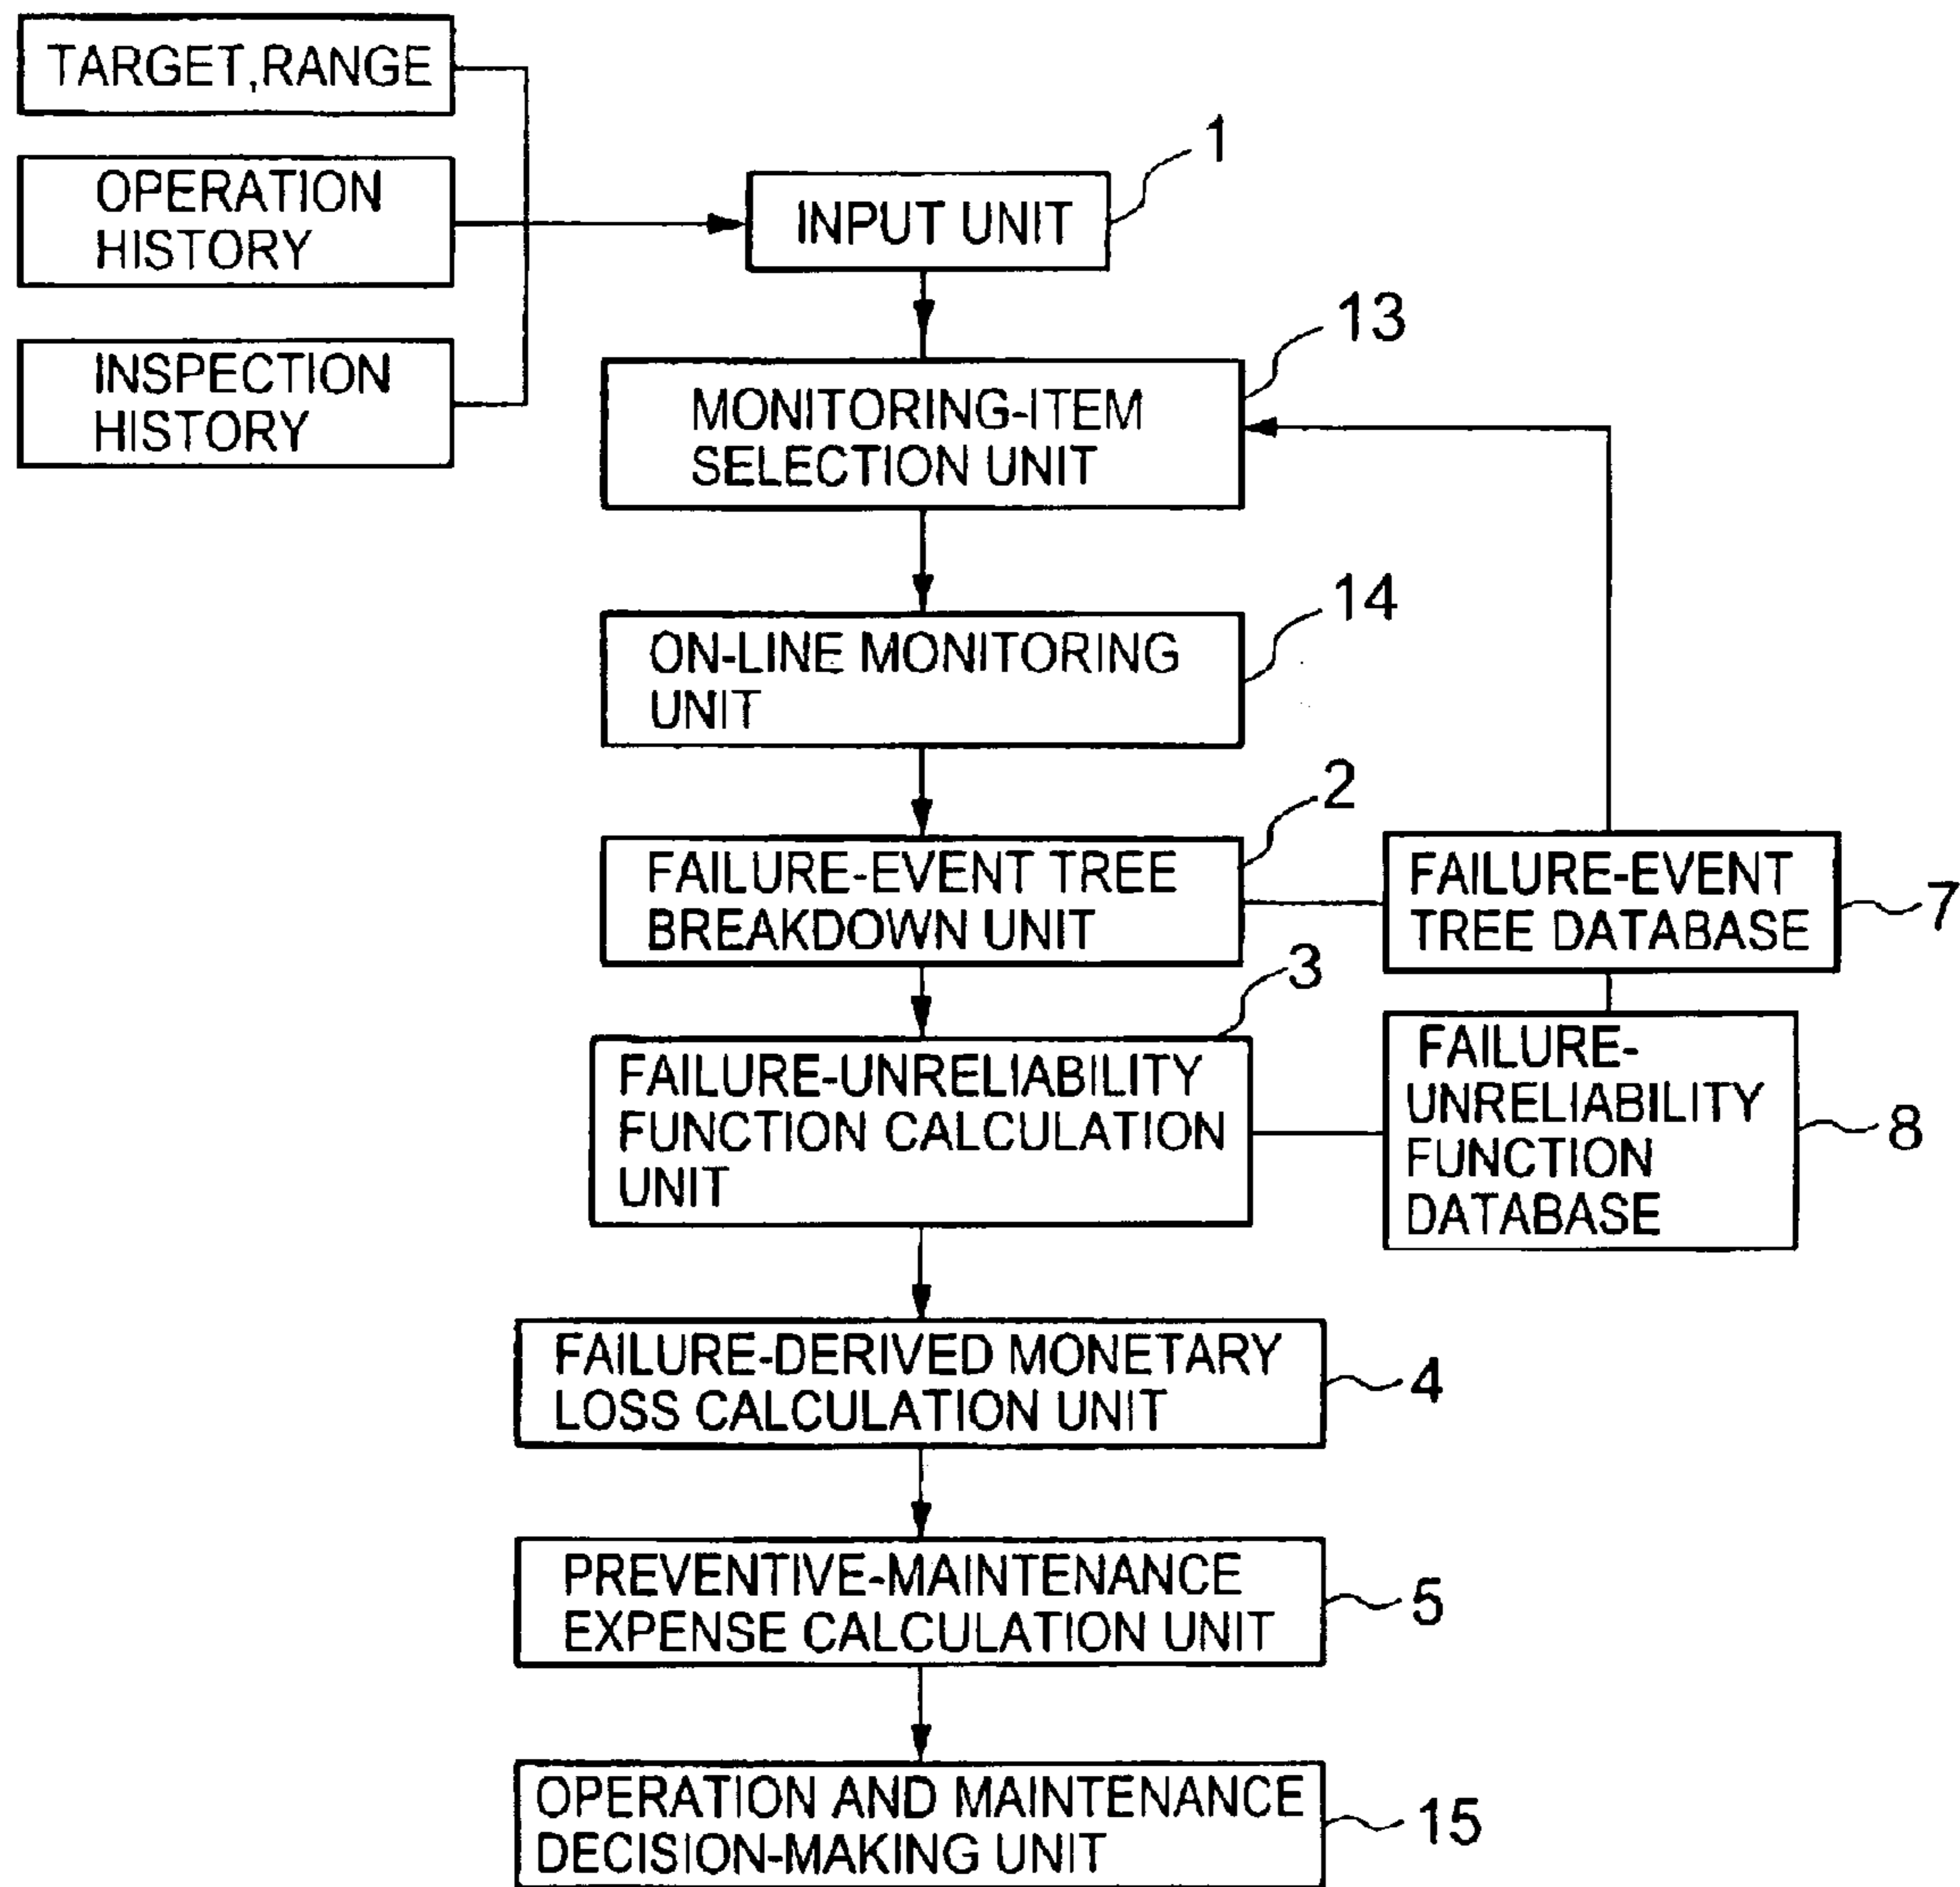 TARGET,RANGE
OPERATION
HISTORY
INSPECTION
HISTORY
1
INPUT UNIT
13
MONITORING-ITEM
SELECTION UNIT
14
ON-LINE MONITORING
UNIT
2
FAILURE-EVENT TREE
BREAKDOWN UNIT
FAILURE-EVENT
TREE DATABASE
7
3
FAILURE-UNRELIABILITY
FUNCTION CALCULATION
UNIT
FAILURE-
UNRELIABILITY
FUNCTION
DATABASE
8
FAILURE-DERIVED MONETARY
LOSS CALCULATION UNIT
4
PREVENTIVE-MAINTENANCE
EXPENSE CALCULATION UNIT
5
OPERATION AND MAINTENANCE
DECISION-MAKING UNIT
15